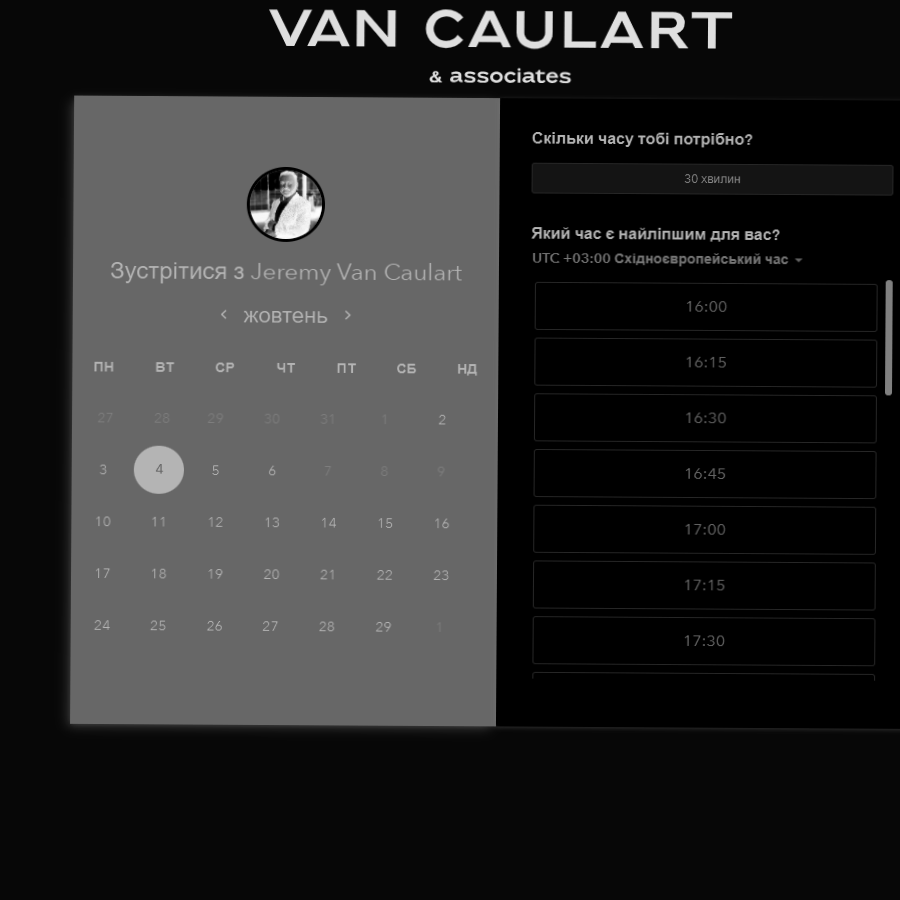 VAN CAULART
& associates
Зустрітися з Jeremy Van Caulart
жовтень
ПН ВТ СР ЧТ ПТ СБ НД
27 28 29 30 31 1 2
3 4 5 6 7 8 9
10 11 12 13 14 15 16
17 18 19 20 21 22 23
24 25 26 27 28 29 1
Скільки часу тобі потрібно?
30 хвилин
Який час є найліпшим для вас?
UTC +03:00 Східноєвропейський час
16:00
16:15
16:30
16:45
17:00
17:15
17:30